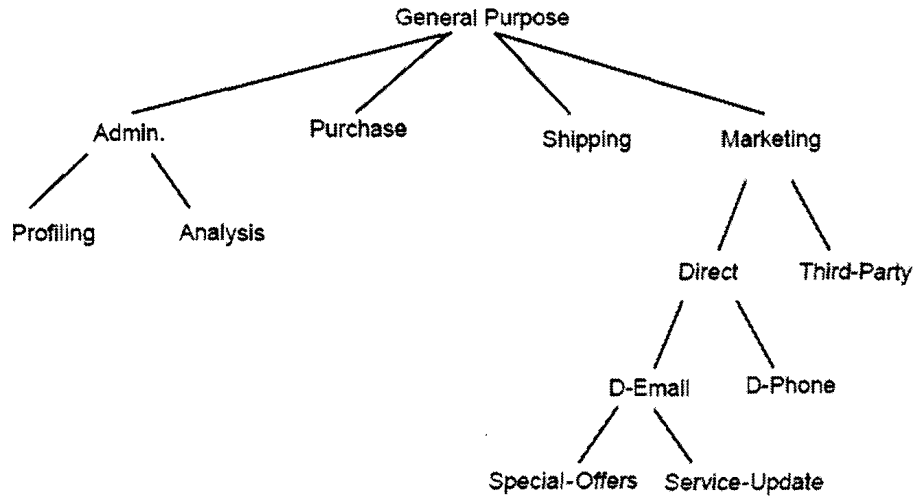 General Purpose
Admin.
Purchase
Shipping
Marketing
Profiling
Analysis
Direct
Third-Party
D-Email
D-Phone
Special-Offers
Service-Update